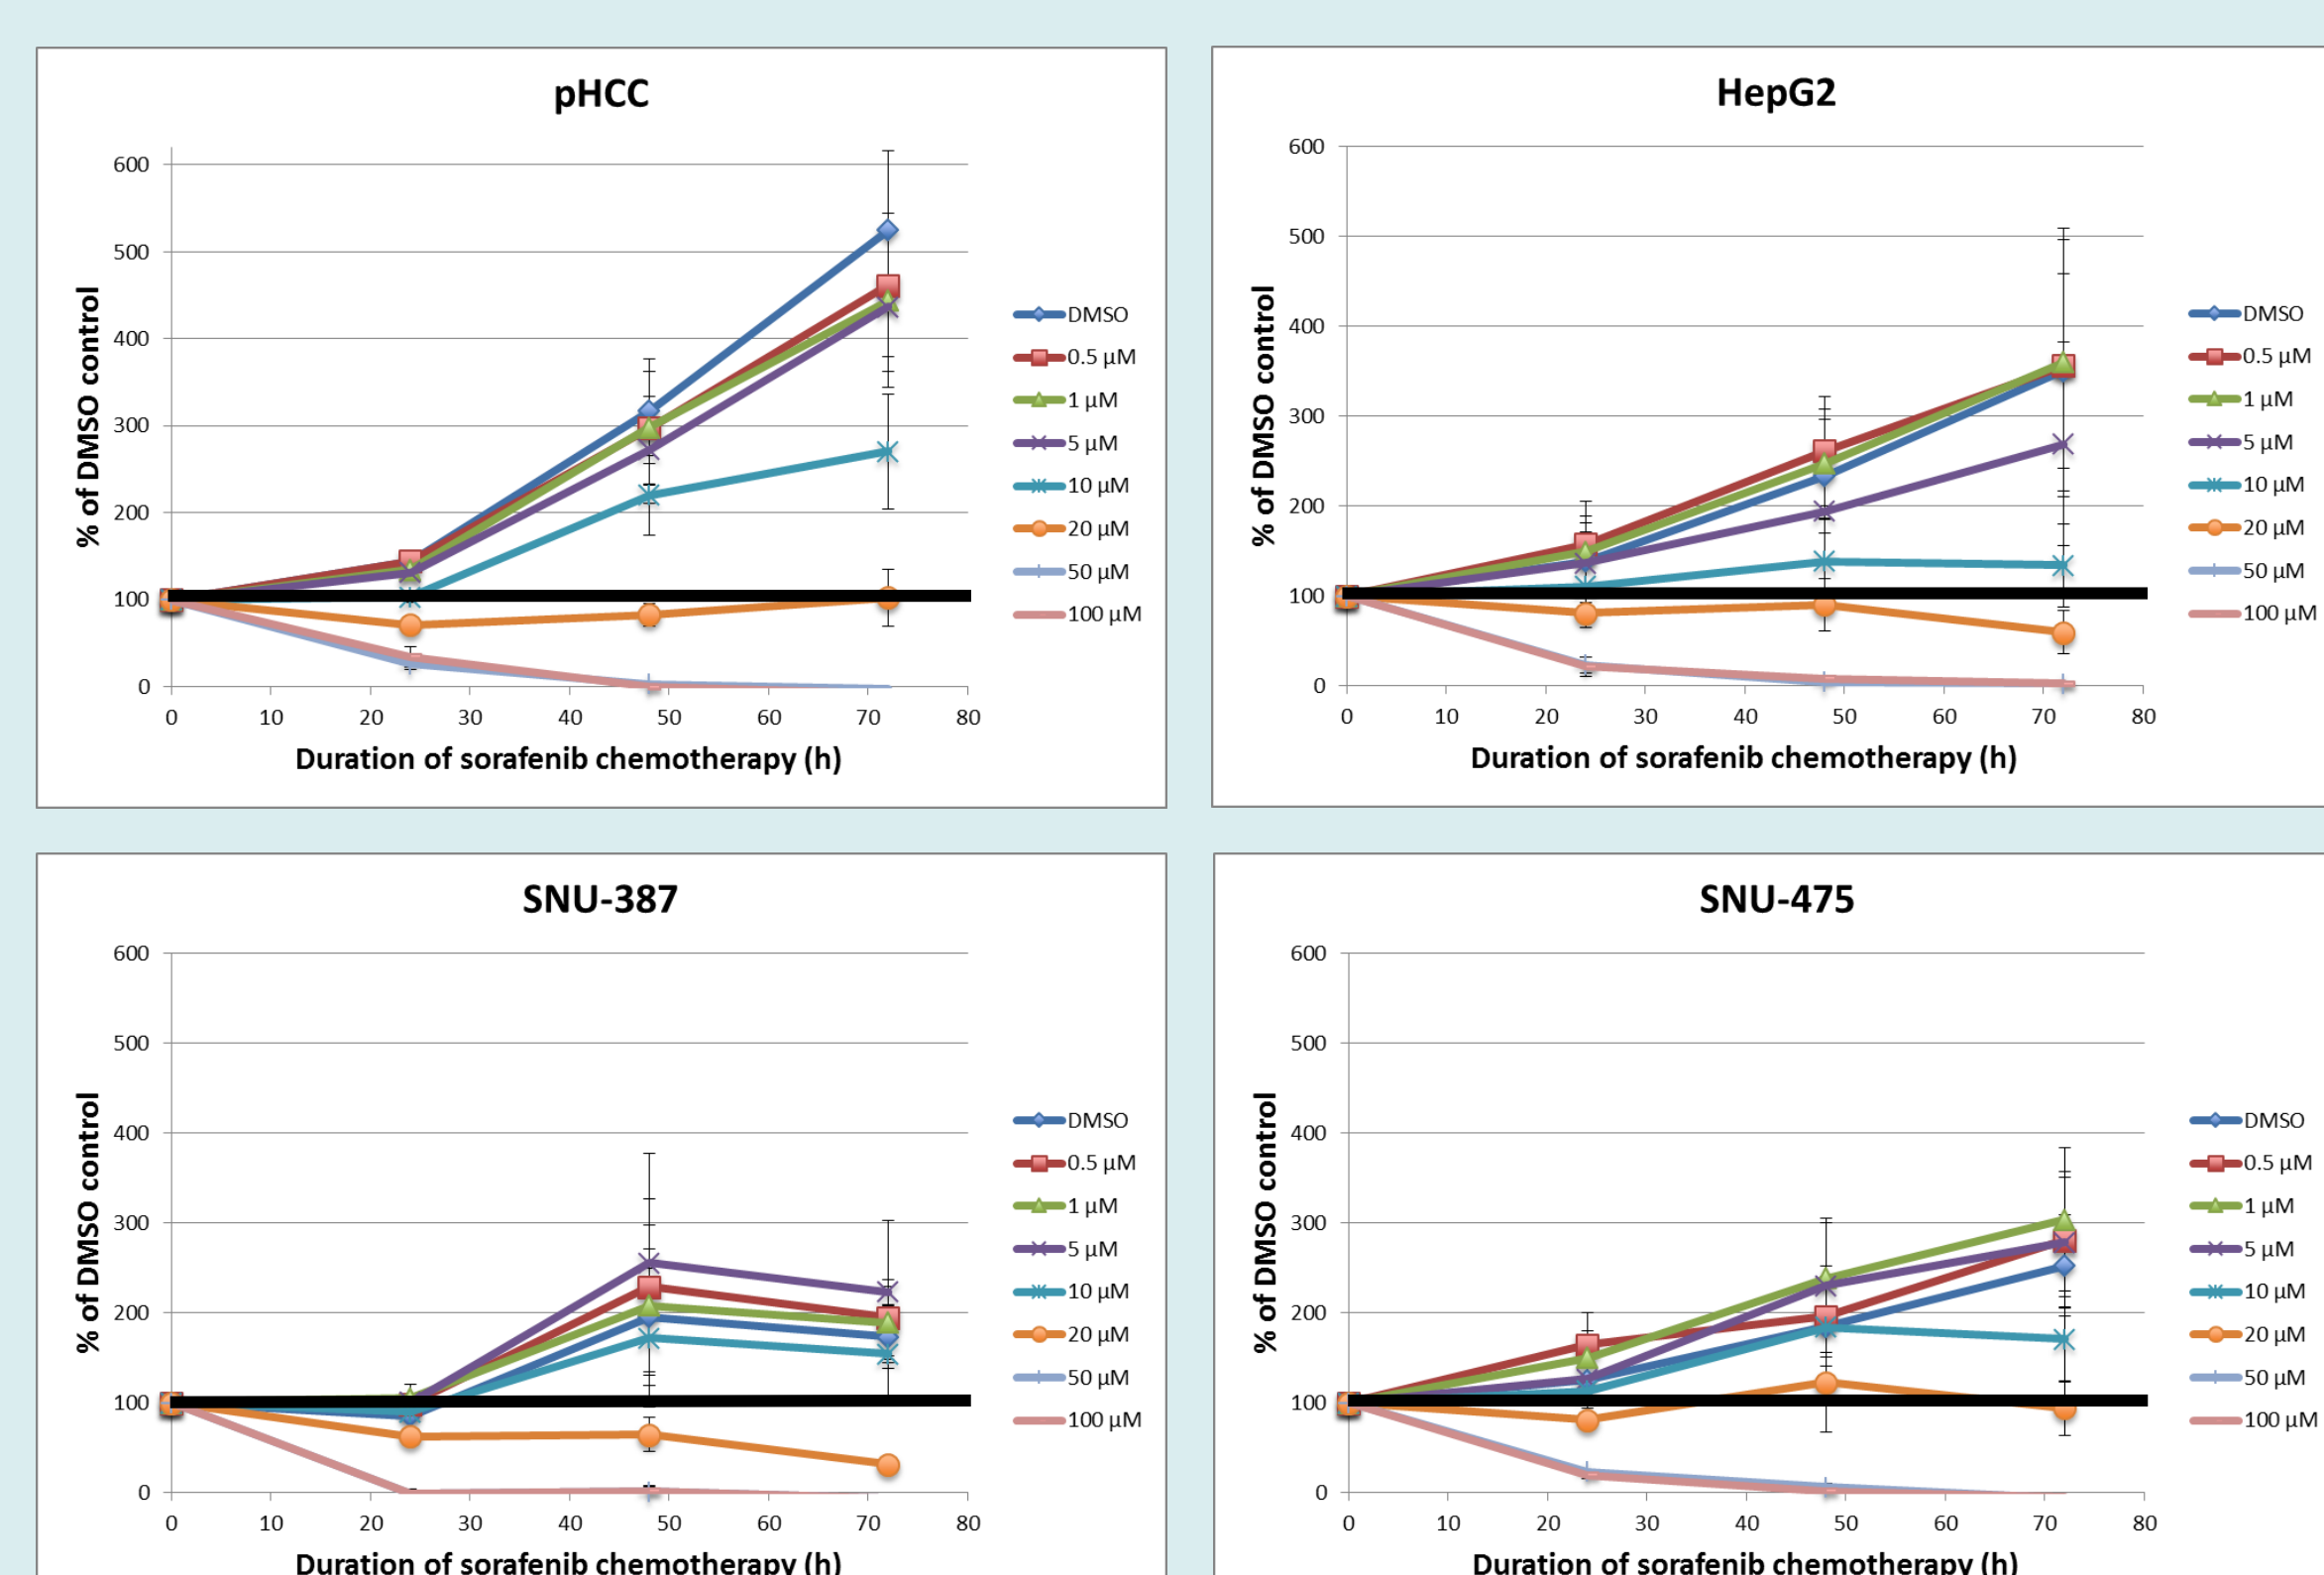 pHCC
600
500
400
300
200
100
0
% of DMSO control
0 10 20 30 40 50 60 70 80
Duration of sorafenib chemotherapy (h)
DMSO
0.5 µM
1 µM
5 µM
10 µM
20 µM
50 µM
100 µM
HepG2
600
500
400
300
200
100
0
% of DMSO control
0 10 20 30 40 50 60 70 80
Duration of sorafenib chemotherapy (h)
DMSO
0.5 µM
1 µM
5 µM
10 µM
20 µM
50 µM
100 µM
SNU-387
600
500
400
300
200
100
0
% of DMSO control
0 10 20 30 40 50 60 70 80
Duration of sorafenib chemotherapy (h)
DMSO
0.5 µM
1 µM
5 µM
10 µM
20 µM
50 µM
100 µM
SNU-475
600
500
400
300
200
100
0
% of DMSO control
0 10 20 30 40 50 60 70 80
Duration of sorafenib chemotherapy (h)
DMSO
0.5 µM
1 µM
5 µM
10 µM
20 µM
50 µM
100 µM